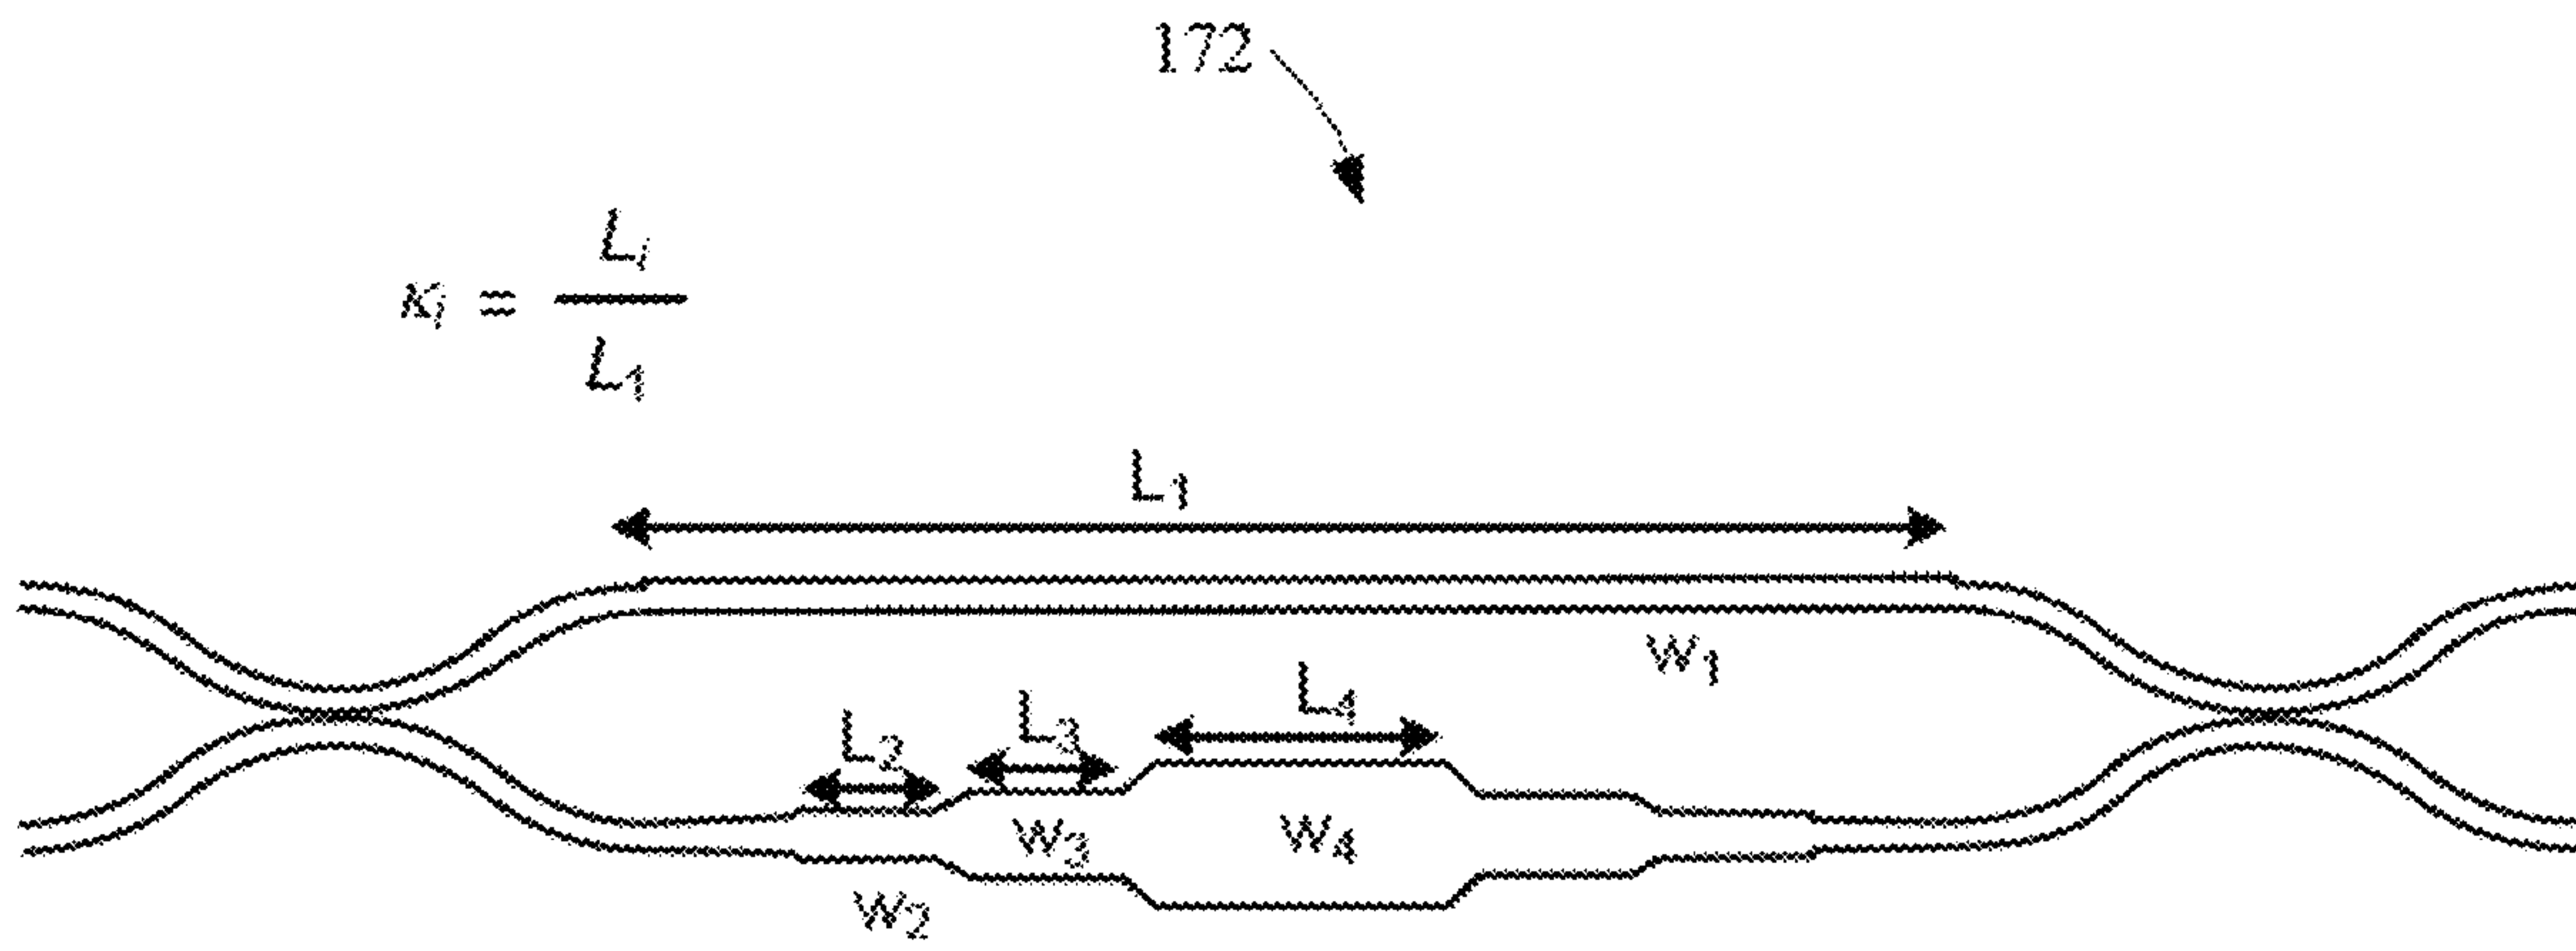 172
κᵢ = Lᵢ / L₁
L₁
W₁
L₂ L₃ L₄
W₃ W₄
W₂